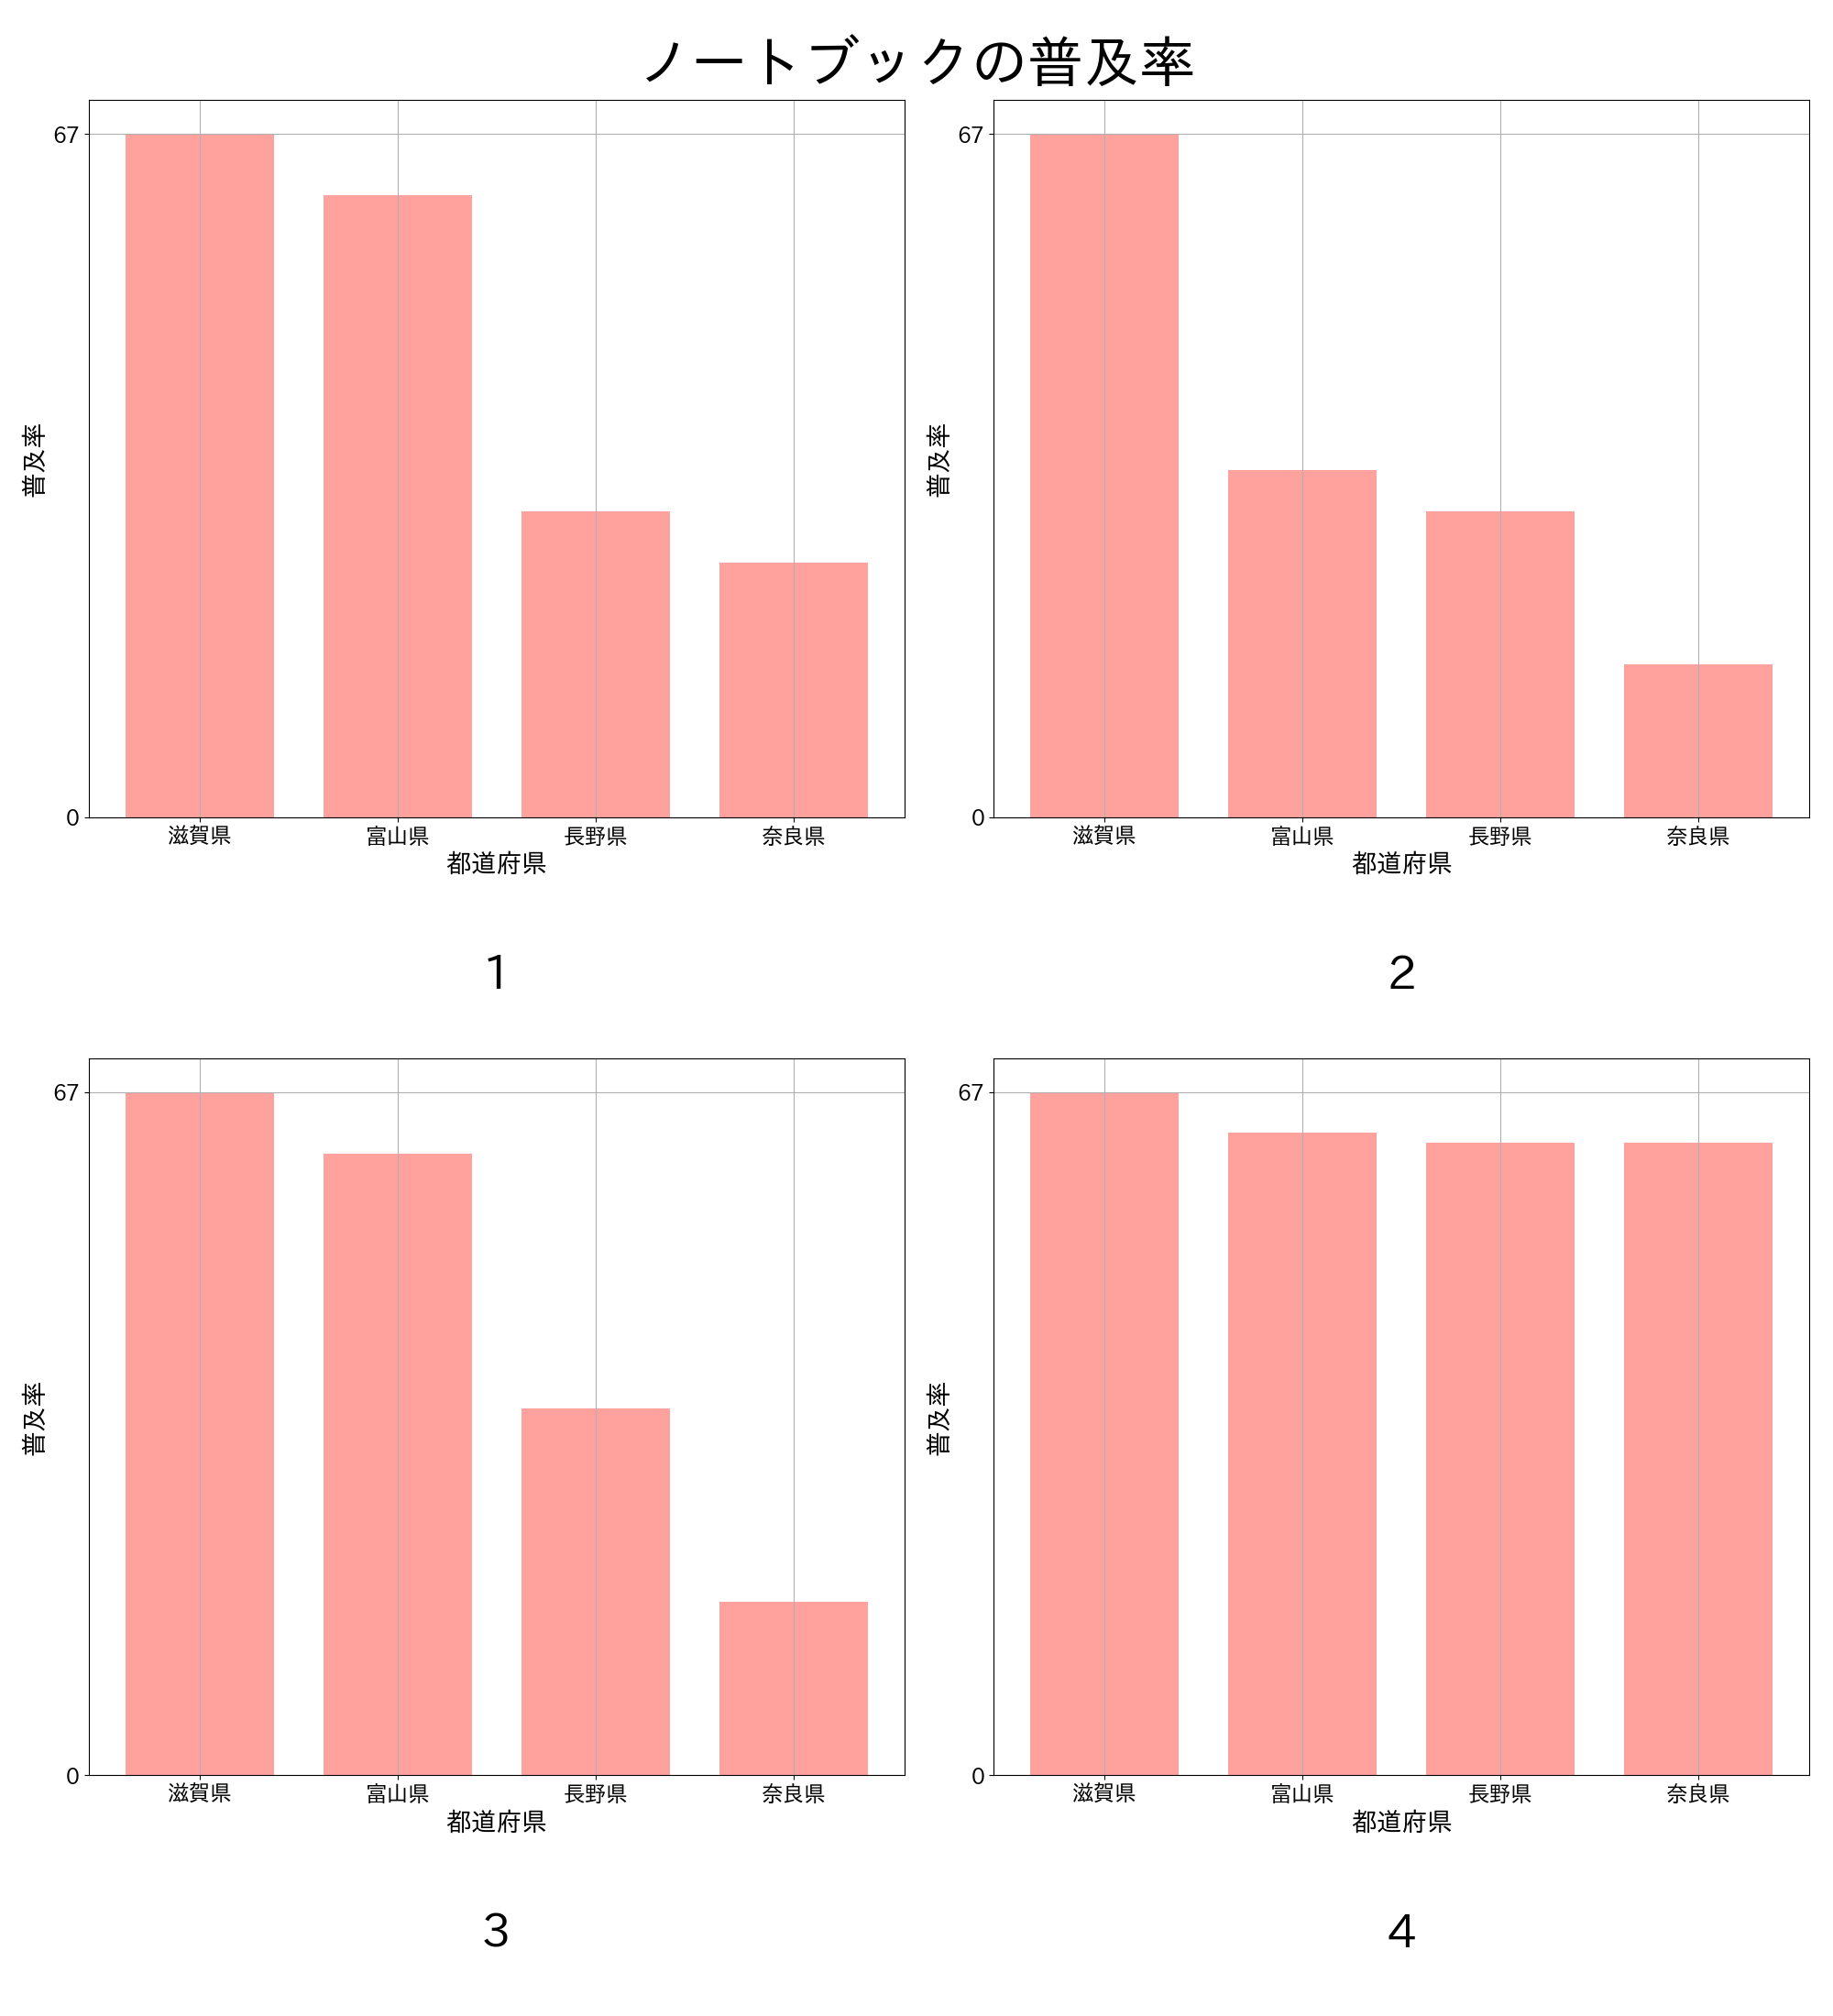 ノートブックの普及率
67
0
普及率
滋賀県 富山県 長野県 奈良県
都道府県
1
67
0
普及率
滋賀県 富山県 長野県 奈良県
都道府県
2
67
0
普及率
滋賀県 富山県 長野県 奈良県
都道府県
3
67
0
普及率
滋賀県 富山県 長野県 奈良県
都道府県
4